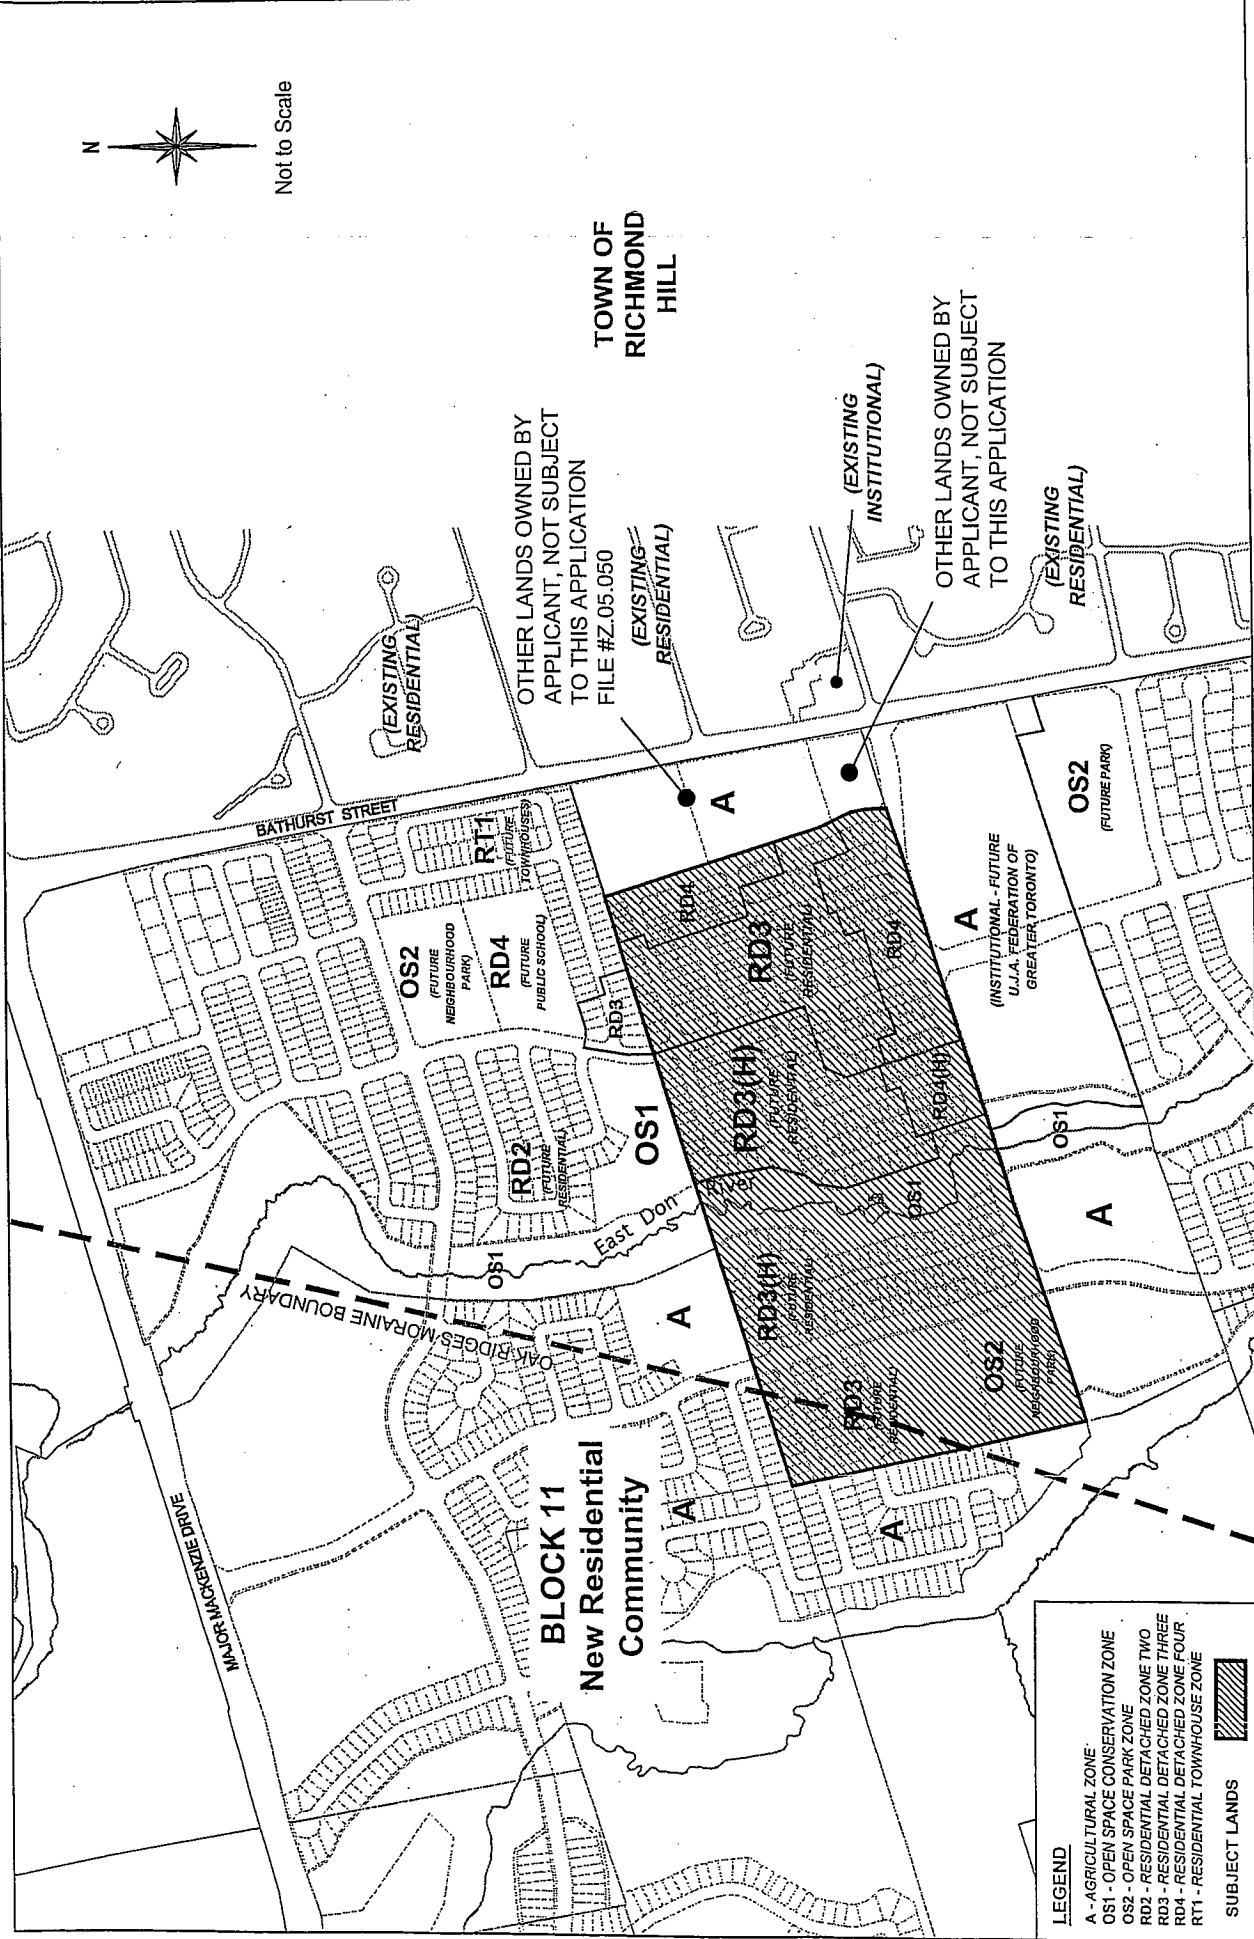 N
Not to Scale
TOWN OF
RICHMOND
HILL
MAJOR MACKENZIE DRIVE
BATHURST STREET
OAK RIDGES MORAINE BOUNDARY
(EXISTING
RESIDENTIAL)
OTHER LANDS OWNED BY
APPLICANT, NOT SUBJECT
TO THIS APPLICATION
FILE #Z.05.050
(EXISTING
RESIDENTIAL)
(EXISTING
INSTITUTIONAL)
OTHER LANDS OWNED BY
APPLICANT, NOT SUBJECT
TO THIS APPLICATION
(EXISTING
RESIDENTIAL)
RT1
(FUTURE
TOWNHOUSES)
OS2
(FUTURE
NEIGHBOURHOOD
PARK)
RD4
(FUTURE
PUBLIC SCHOOL)
RD2
(FUTURE
RESIDENTIAL)
OS1
East Don
OS1
RD3
A
A
BLOCK 11
New Residential
Community
A
A
RD4
RD3
(FUTURE
RESIDENTIAL)
RD4
RD3(H)
(FUTURE
RESIDENTIAL)
RD4(H)
OS1
RD3(H)
(FUTURE
RESIDENTIAL)
RD3
(FUTURE
RESIDENTIAL)
OS2
(FUTURE
NEIGHBOURHOOD
PARK)
A
(INSTITUTIONAL - FUTURE
U.J.A. FEDERATION OF
GREATER TORONTO)
OS2
(FUTURE PARK)
OS1
A
LEGEND
A - AGRICULTURAL ZONE
OS1 - OPEN SPACE CONSERVATION ZONE
OS2 - OPEN SPACE PARK ZONE
RD2 - RESIDENTIAL DETACHED ZONE TWO
RD3 - RESIDENTIAL DETACHED ZONE THREE
RD4 - RESIDENTIAL DETACHED ZONE FOUR
RT1 - RESIDENTIAL TOWNHOUSE ZONE
SUBJECT LANDS